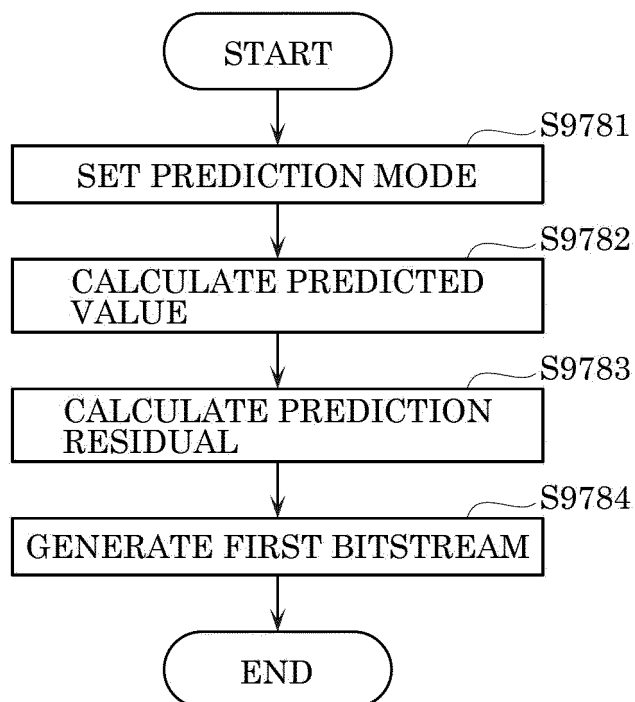 START
S9781
SET PREDICTION MODE
S9782
CALCULATE PREDICTED
VALUE
S9783
CALCULATE PREDICTION
RESIDUAL
S9784
GENERATE FIRST BITSTREAM
END